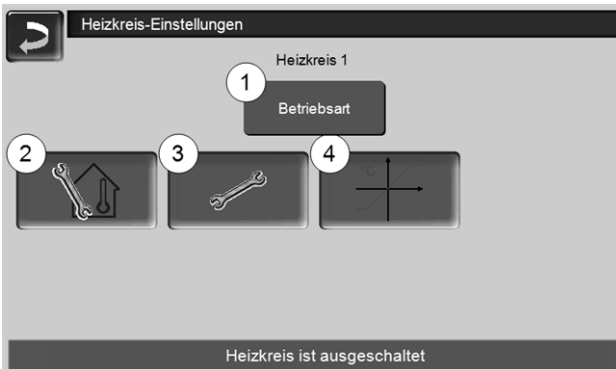 Heizkreis-Einstellungen
Heizkreis 1
1
Betriebsart
2
3
4
°C
Heizkreis ist ausgeschaltet